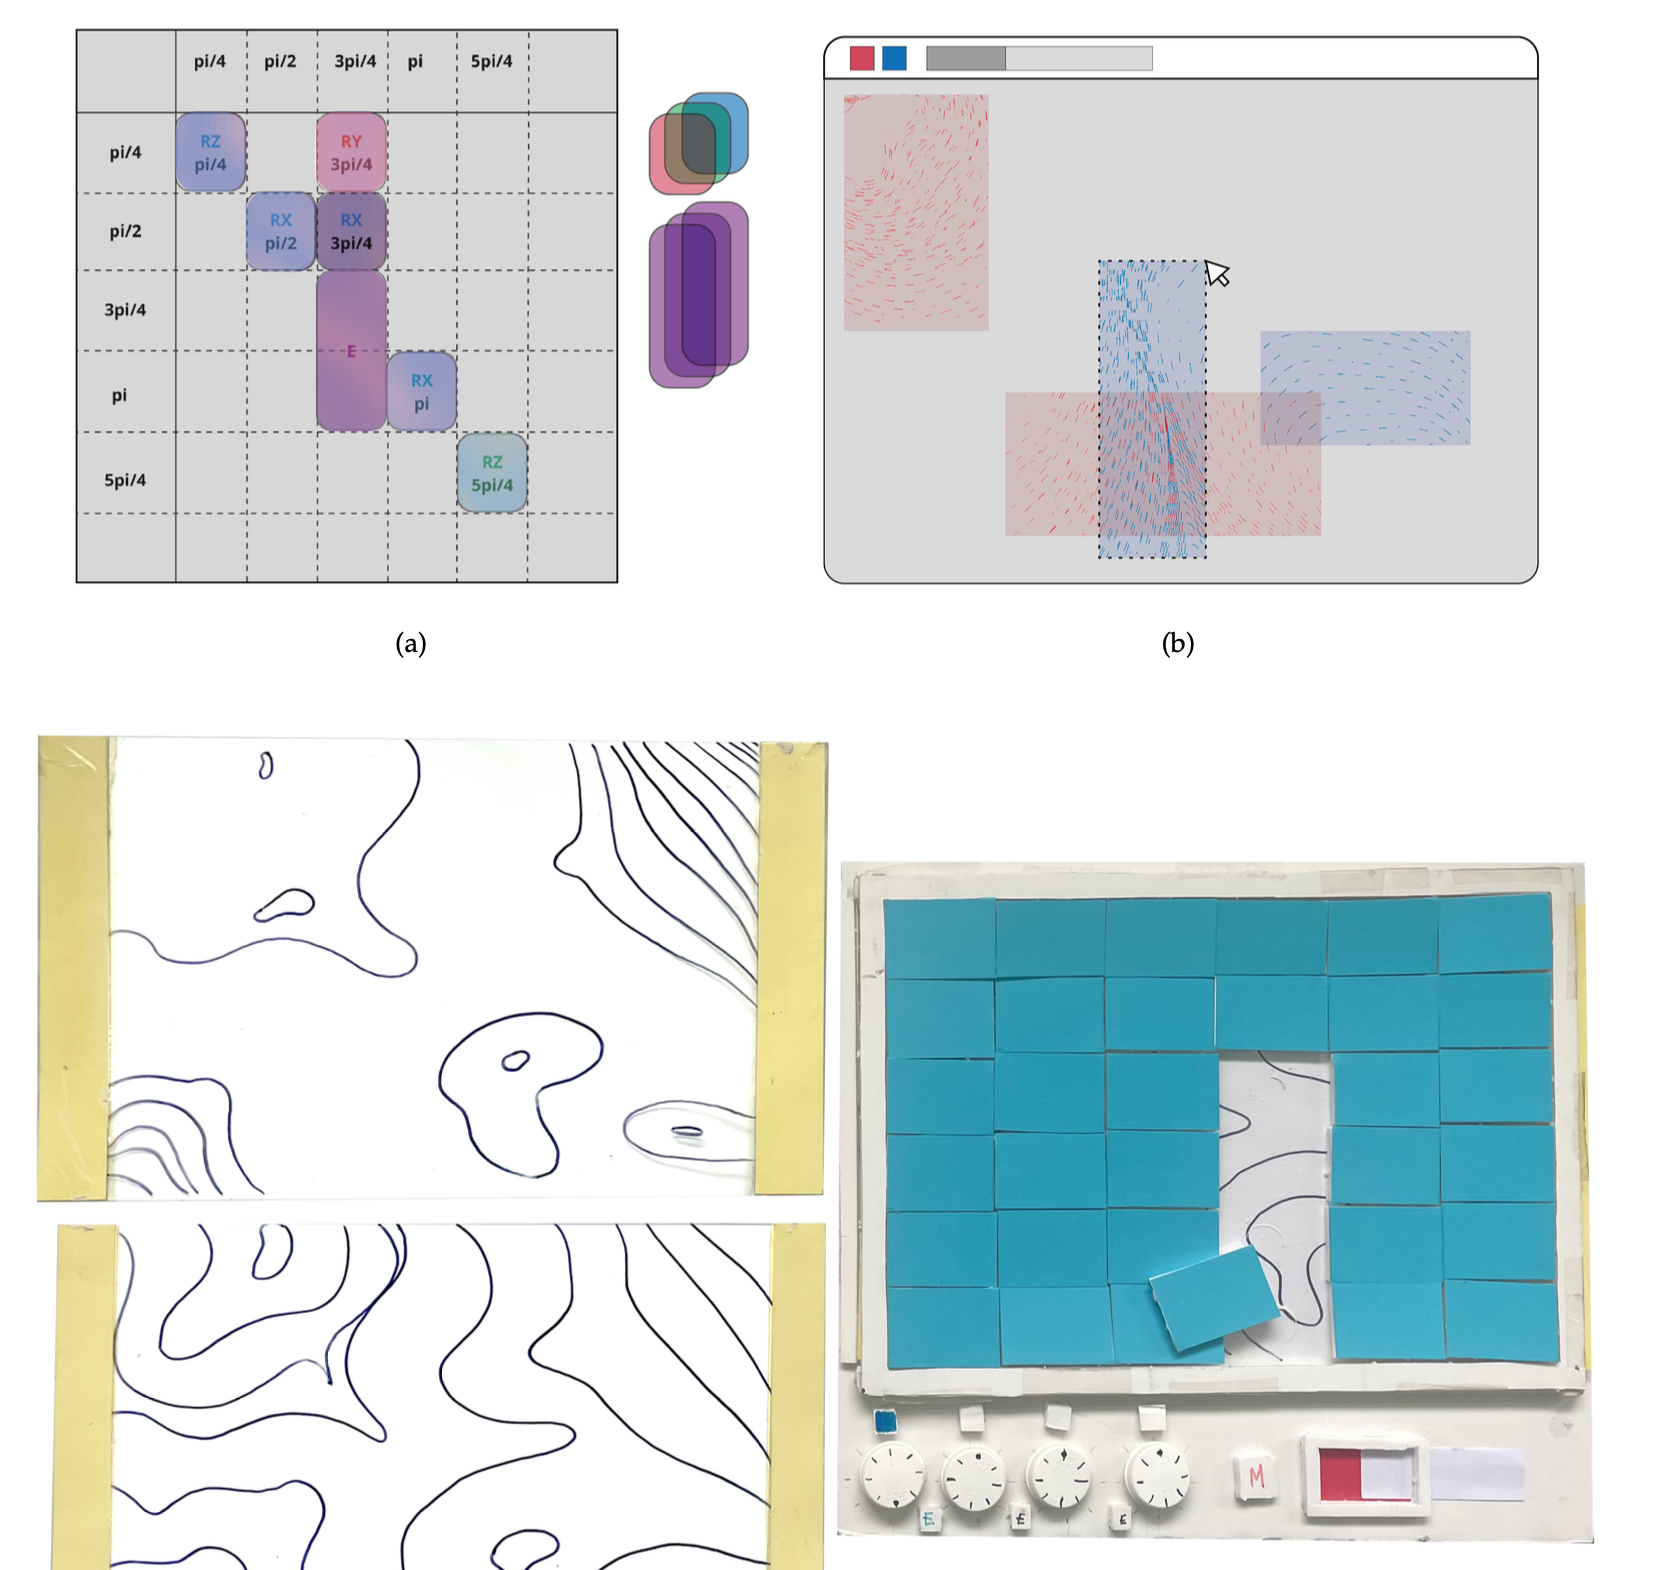 pi/4 pi/2 3pi/4 pi 5pi/4
pi/4
RZ
pi/4
RY
3pi/4
pi/2
RX
pi/2
RX
3pi/4
3pi/4
E
pi
RX
pi
5pi/4
RZ
5pi/4
(a)
(b)
M
E
E
E